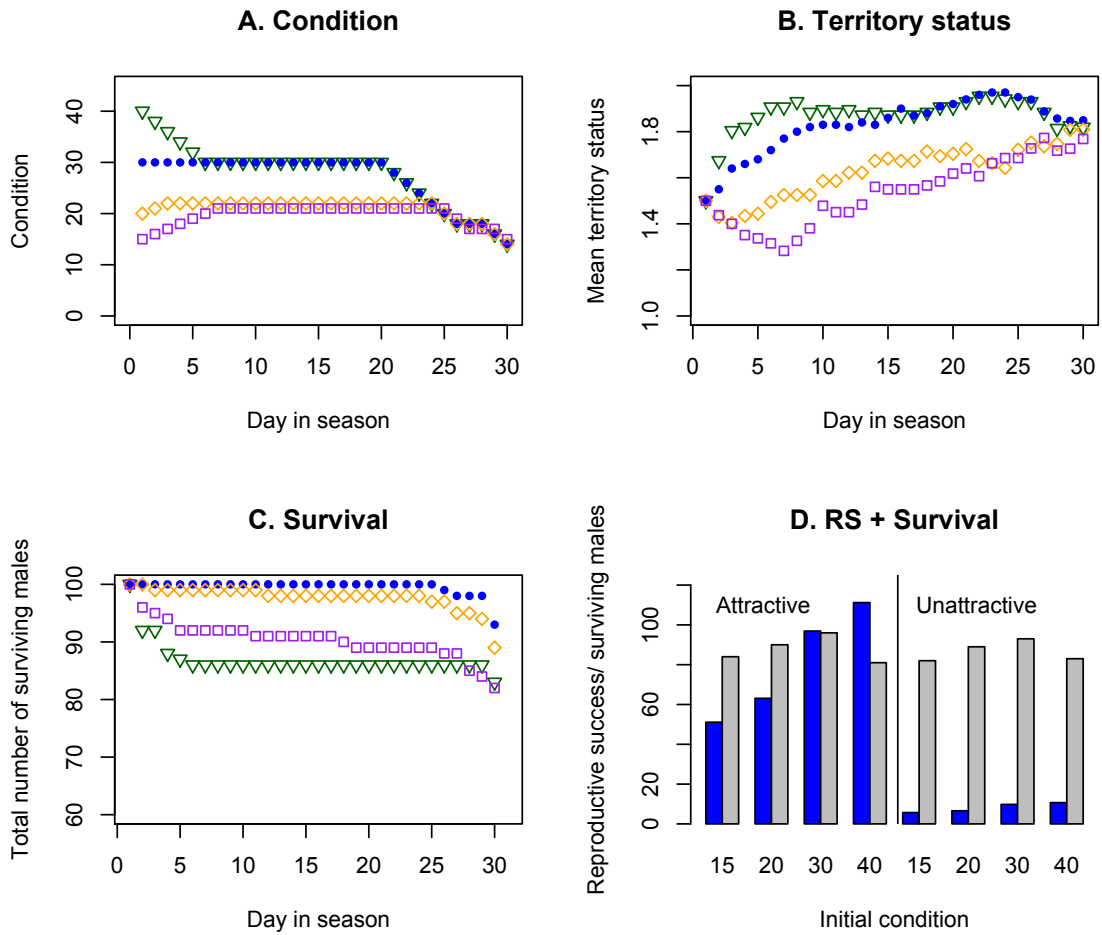 A. Condition
Condition
0 10 20 30 40
0 5 10 15 20 25 30
Day in season
B. Territory status
Mean territory status
1.0 1.4 1.8
0 5 10 15 20 25 30
Day in season
C. Survival
Total number of surviving males
60 70 80 90 100
0 5 10 15 20 25 30
Day in season
D. RS + Survival
Reproductive success/ surviving males
0 20 60 100
Attractive Unattractive
15 20 30 40 15 20 30 40
Initial condition